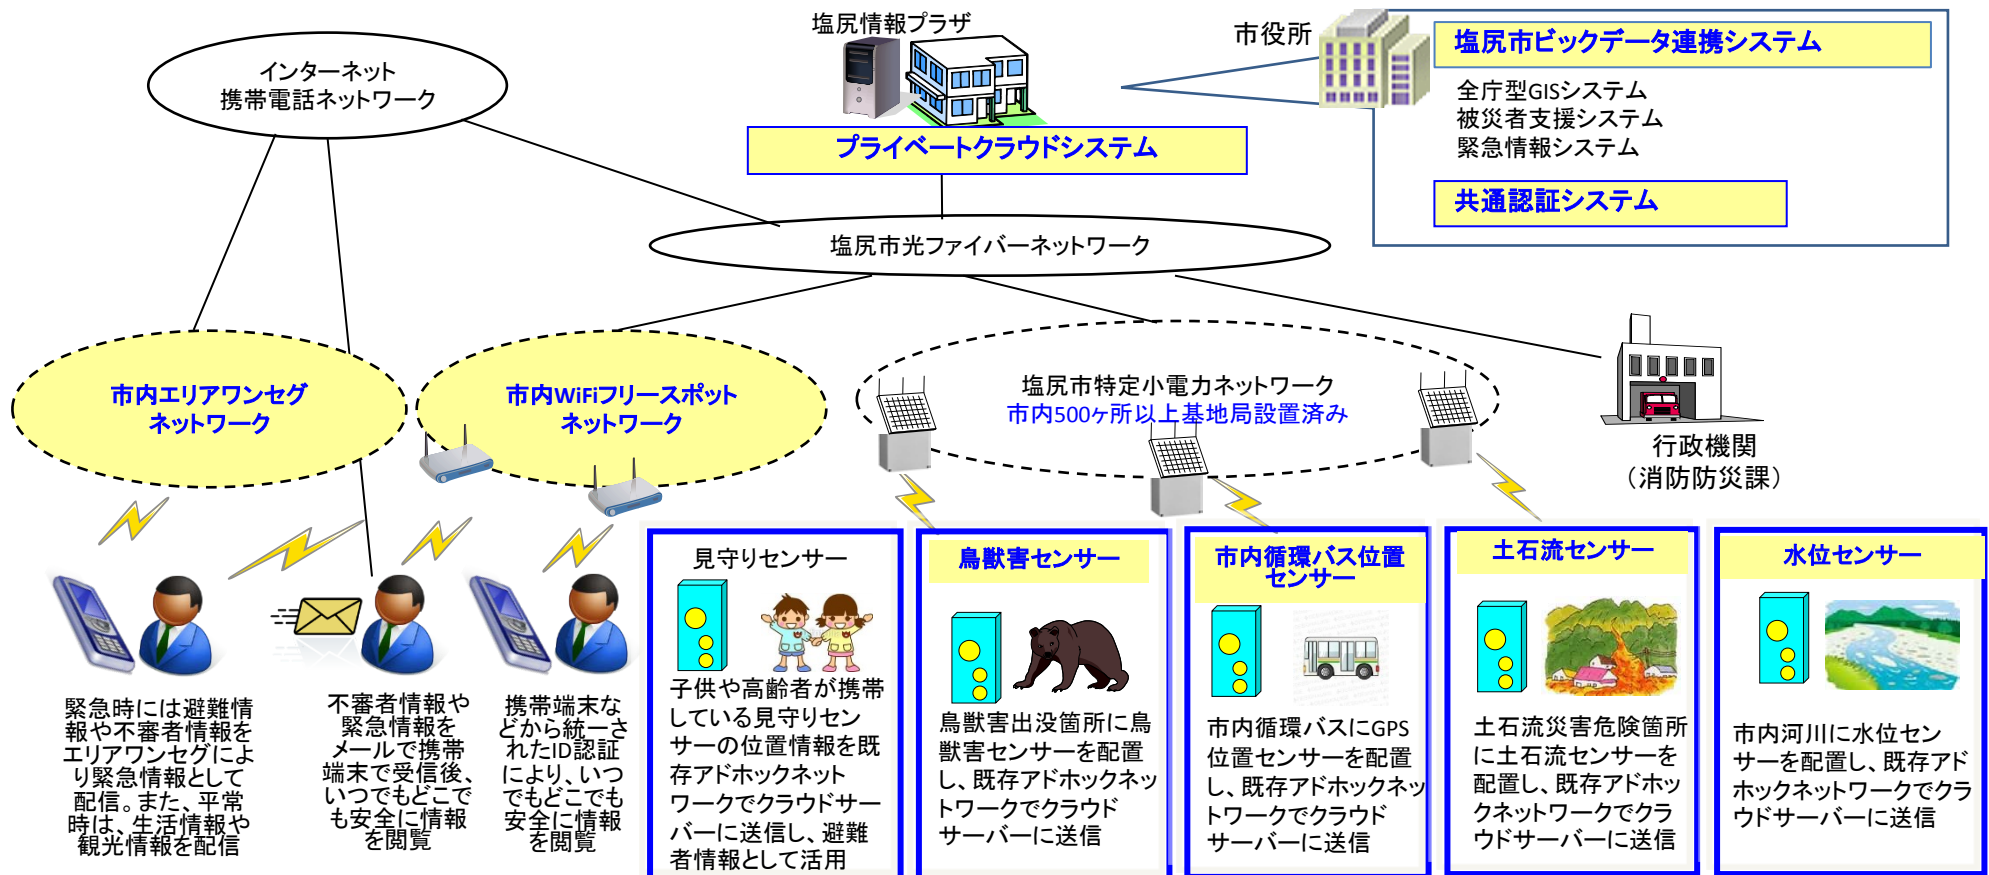 塩尻情報プラザ
プライベートクラウドシステム
市役所
塩尻市ビックデータ連携システム
全庁型GISシステム
被災者支援システム
緊急情報システム
共通認証システム
インターネット
携帯電話ネットワーク
塩尻市光ファイバーネットワーク
市内エリアワンセグ
ネットワーク
市内WiFiフリースポット
ネットワーク
塩尻市特定小電力ネットワーク
市内500ヶ所以上基地局設置済み
行政機関
（消防防災課）
緊急時には避難情
報や不審者情報を
エリアワンセグによ
り緊急情報として
配信。また、平常
時は、生活情報や
観光情報を配信
不審者情報や
緊急情報を
メールで携帯
端末で受信後、
いつでもどこで
も安全に情報
を閲覧
携帯端末な
どから統一さ
れたID認証
により、いつ
でもどこでも
安全に情報
を閲覧
見守りセンサー
子供や高齢者が携帯
している見守りセン
サーの位置情報を既
存アドホックネット
ワークでクラウドサー
バーに送信し、避難
者情報として活用
鳥獣害センサー
鳥獣害出没箇所に鳥
獣害センサーを配置
し、既存アドホックネッ
トワークでクラウド
サーバーに送信
市内循環バス位置
センサー
市内循環バスにGPS
位置センサーを配置
し、既存アドホックネッ
トワークでクラウド
サーバーに送信
土石流センサー
土石流災害危険箇所
に土石流センサーを
配置し、既存アドホッ
クネットワークでクラ
ウドサーバーに送信
水位センサー
市内河川に水位セン
サーを配置し、既存アド
ホックネットワークでクラ
ウドサーバーに送信